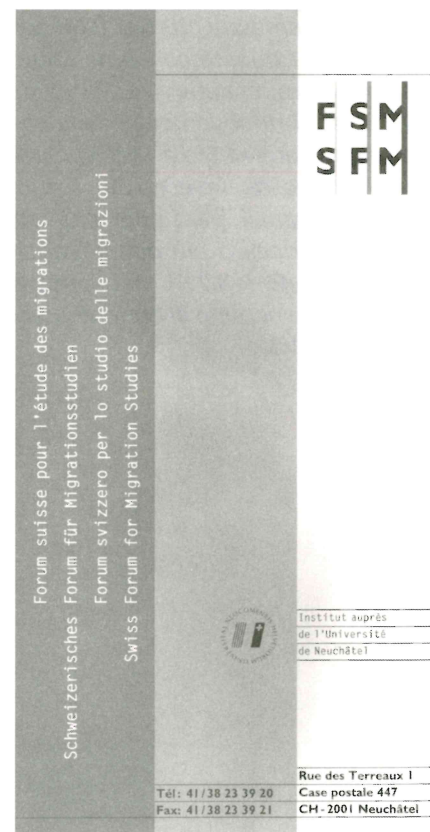 FSM
SFM
Forum suisse pour l'étude des migrations
Schweizerisches Forum für Migrationsstudien
Forum svizzero per lo studio delle migrazioni
Swiss Forum for Migration Studies
Institut auprès
de l'Université
de Neuchâtel
Rue des Terreaux 1
Tél: 41/38 23 39 20 Case postale 447
Fax: 41/38 23 39 21 CH-2001 Neuchâtel